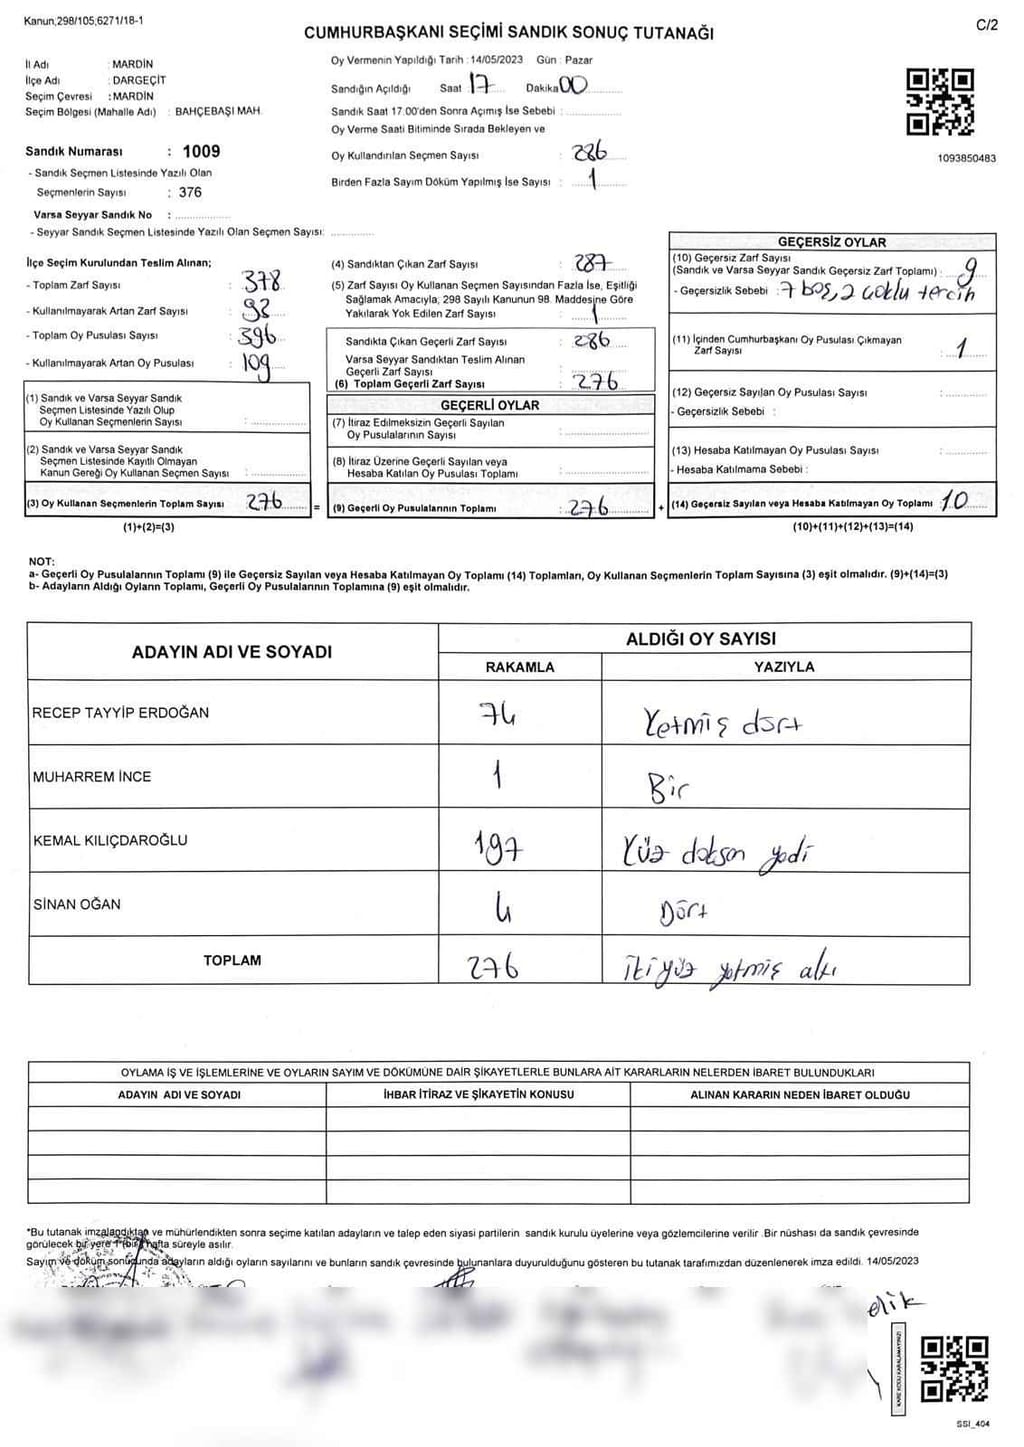 Kanun;298/105;6271/18-1
CUMHURBAŞKANI SEÇİMİ SANDIK SONUÇ TUTANAĞI
C/2
İl Adı : MARDİN
İlçe Adı : DARGEÇİT
Seçim Çevresi : MARDİN
Seçim Bölgesi (Mahalle Adı) : BAHÇEBAŞI MAH.
Oy Vermenin Yapıldığı Tarih : 14/05/2023 Gün : Pazar
Sandığın Açıldığı Saat 17 Dakika 00
Sandık Saat 17:00'den Sonra Açımış İse Sebebi :
Oy Verme Saati Bitiminde Sırada Bekleyen ve
Oy Kullandırılan Seçmen Sayısı : 286
Birden Fazla Sayım Döküm Yapılmış İse Sayısı : 1
1093850483
Sandık Numarası : 1009
- Sandık Seçmen Listesinde Yazılı Olan
Seçmenlerin Sayısı : 376
Varsa Seyyar Sandık No :
- Seyyar Sandık Seçmen Listesinde Yazılı Olan Seçmen Sayısı:
İlçe Seçim Kurulundan Teslim Alınan;
- Toplam Zarf Sayısı : 378
- Kullanılmayarak Artan Zarf Sayısı :
- Toplam Oy Pusulası Sayısı : 396
- Kullanılmayarak Artan Oy Pusulası : 109
(1) Sandık ve Varsa Seyyar Sandık
Seçmen Listesinde Yazılı Olup
Oy Kullanan Seçmenlerin Sayısı :
(2) Sandık ve Varsa Seyyar Sandık
Seçmen Listesinde Kayıtlı Olmayan
Kanun Gereği Oy Kullanan Seçmen Sayısı :
(3) Oy Kullanan Seçmenlerin Toplam Sayısı 276
(1)+(2)=(3)
(4) Sandıktan Çıkan Zarf Sayısı : 287
(5) Zarf Sayısı Oy Kullanan Seçmen Sayısından Fazla İse, Eşitliği
Sağlamak Amacıyla; 298 Sayılı Kanunun 98. Maddesine Göre
Yakılarak Yok Edilen Zarf Sayısı : 1
Sandıkta Çıkan Geçerli Zarf Sayısı : 286
Varsa Seyyar Sandıktan Teslim Alınan
Geçerli Zarf Sayısı :
(6) Toplam Geçerli Zarf Sayısı : 276
GEÇERLİ OYLAR
(7) İtiraz Edilmeksizin Geçerli Sayılan
Oy Pusulalarının Sayısı :
(8) İtiraz Üzerine Geçerli Sayılan veya
Hesaba Katılan Oy Pusulası Toplamı :
= (9) Geçerli Oy Pusulalarının Toplamı : 276
GEÇERSİZ OYLAR
(10) Geçersiz Zarf Sayısı
(Sandık ve Varsa Seyyar Sandık Geçersiz Zarf Toplamı) : 9
- Geçersizlik Sebebi : 7 boş, 2 çoklu tercih
(11) İçinden Cumhurbaşkanı Oy Pusulası Çıkmayan
Zarf Sayısı : 1
(12) Geçersiz Sayılan Oy Pusulası Sayısı :
- Geçersizlik Sebebi :
(13) Hesaba Katılmayan Oy Pusulası Sayısı :
- Hesaba Katılmama Sebebi :
+ (14) Geçersiz Sayılan veya Hesaba Katılmayan Oy Toplamı : 10
(10)+(11)+(12)+(13)=(14)
NOT:
a- Geçerli Oy Pusulalarının Toplamı (9) ile Geçersiz Sayılan veya Hesaba Katılmayan Oy Toplamı (14) Toplamları, Oy Kullanan Seçmenlerin Toplam Sayısına (3) eşit olmalıdır. (9)+(14)=(3)
b- Adayların Aldığı Oyların Toplamı, Geçerli Oy Pusulalarının Toplamına (9) eşit olmalıdır.
ADAYIN ADI VE SOYADI
ALDIĞI OY SAYISI
RAKAMLA YAZIYLA
RECEP TAYYİP ERDOĞAN 74 Yetmiş dört
MUHARREM İNCE 1 Bir
KEMAL KILIÇDAROĞLU 197 Yüz doksan yedi
SİNAN OĞAN 4 Dört
TOPLAM 276 İkiyüz yetmiş altı
OYLAMA İŞ VE İŞLEMLERİNE VE OYLARIN SAYIM VE DÖKÜMÜNE DAİR ŞİKAYETLERLE BUNLARA AİT KARARLARIN NELERDEN İBARET BULUNDUKLARI
ADAYIN ADI VE SOYADI İHBAR İTİRAZ VE ŞİKAYETİN KONUSU ALINAN KARARIN NEDEN İBARET OLDUĞU
*Bu tutanak imzalandıktan ve mühürlendikten sonra seçime katılan adayların ve talep eden siyasi partilerin sandık kurulu üyelerine veya gözlemcilerine verilir .Bir nüshası da sandık çevresinde
görülecek bir yere 1 (bir) hafta süreyle asılır.
Sayım ve döküm sonucunda adayların aldığı oyların sayılarını ve bunların sandık çevresinde bulunanlara duyurulduğunu gösteren bu tutanak tarafımızdan düzenlenerek imza edildi. 14/05/2023
elik
KARE KODU KARALAMAYINIZ!
SSI_404